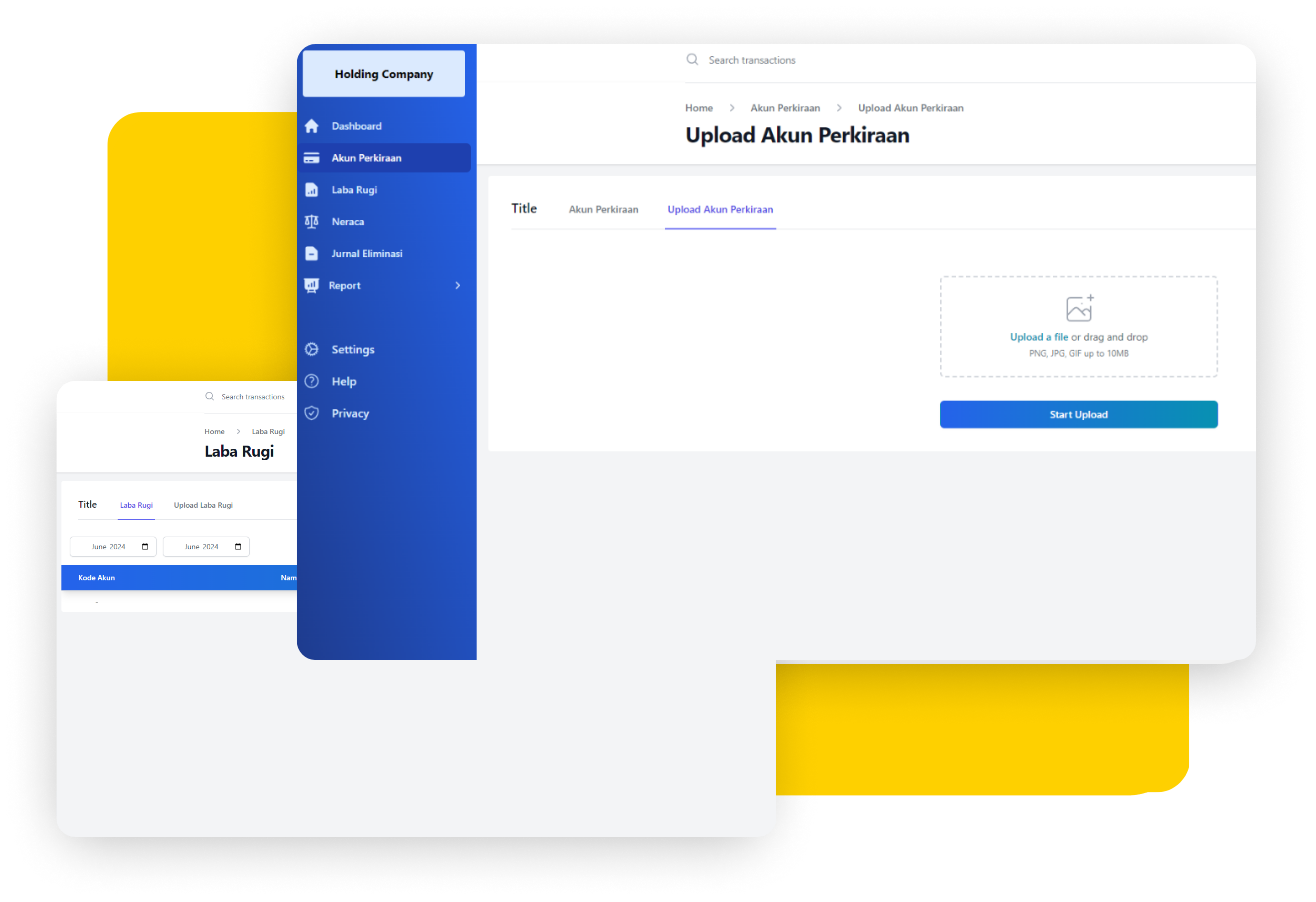 Holding Company
Dashboard
Akun Perkiraan
Laba Rugi
Neraca
Jurnal Eliminasi
Report
Settings
Help
Privacy
Search transactions
Home > Akun Perkiraan > Upload Akun Perkiraan
Upload Akun Perkiraan
Title Akun Perkiraan Upload Akun Perkiraan
Upload a file or drag and drop
PNG, JPG, GIF up to 10MB
Start Upload
Search transactions
Home > Laba Rugi
Laba Rugi
Title Laba Rugi Upload Laba Rugi
June 2024 June 2024
Kode Akun Nam
-